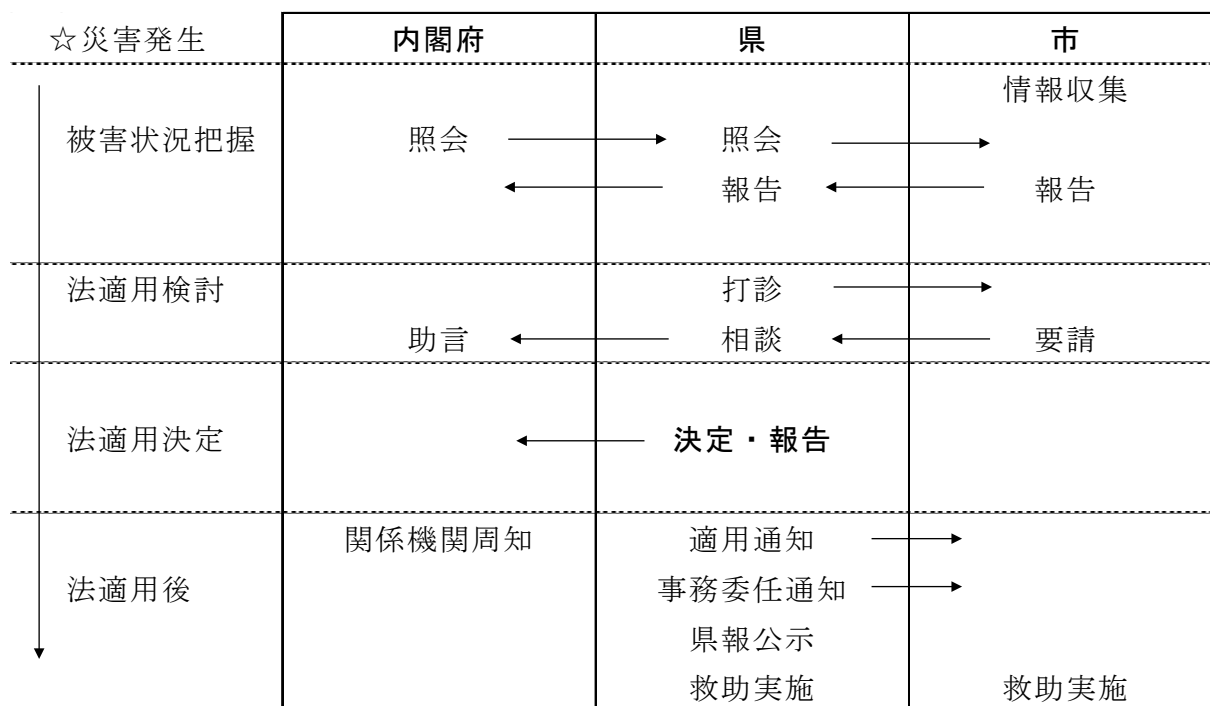 ☆災害発生 内閣府 県 市
情報収集
被害状況把握 照会 照会
報告 報告
法適用検討 打診
助言 相談 要請
法適用決定 決定・報告
関係機関周知 適用通知
法適用後 事務委任通知
県報公示
救助実施 救助実施